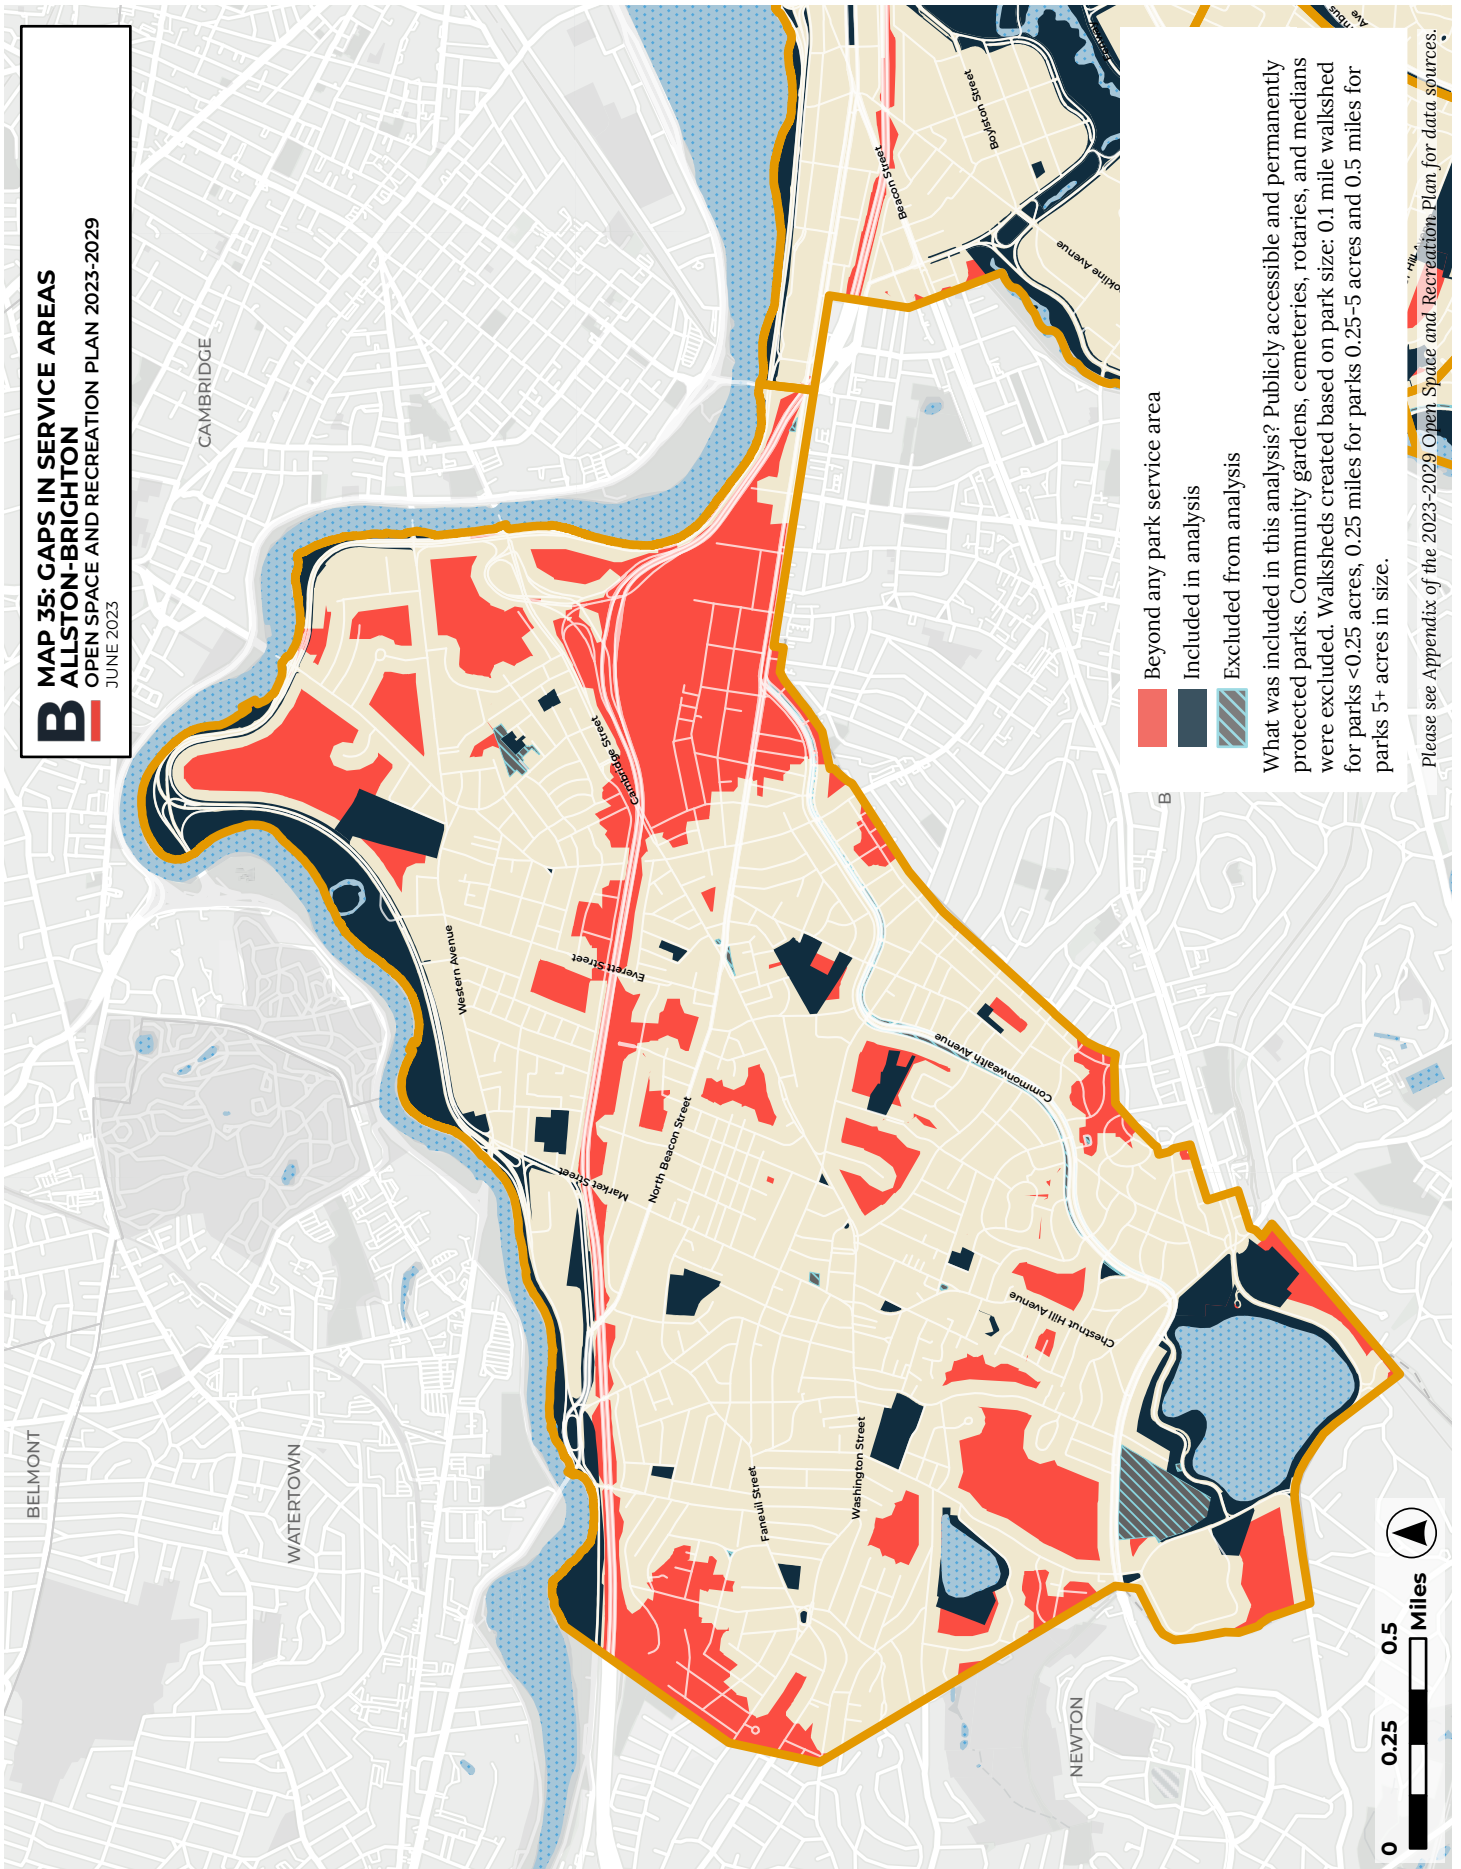 B
MAP 35: GAPS IN SERVICE AREAS
ALLSTON-BRIGHTON
OPEN SPACE AND RECREATION PLAN 2023-2029
JUNE 2023
BELMONT
WATERTOWN
CAMBRIDGE
NEWTON
B
Western Avenue
Everett Street
Market Street
Cambridge Street
North Beacon Street
Faneuil Street
Washington Street
Chestnut Hill Avenue
Commonwealth Avenue
Beacon Street
Boylston Street
okline Avenue
Ave
Beyond any park service area
Included in analysis
Excluded from analysis
What was included in this analysis? Publicly accessible and permanently
protected parks. Community gardens, cemeteries, rotaries, and medians
were excluded. Walksheds created based on park size: 0.1 mile walkshed
for parks <0.25 acres, 0.25 miles for parks 0.25-5 acres and 0.5 miles for
parks 5+ acres in size.
Please see Appendix of the 2023-2029 Open Space and Recreation Plan for data sources.
0 0.25 0.5
Miles